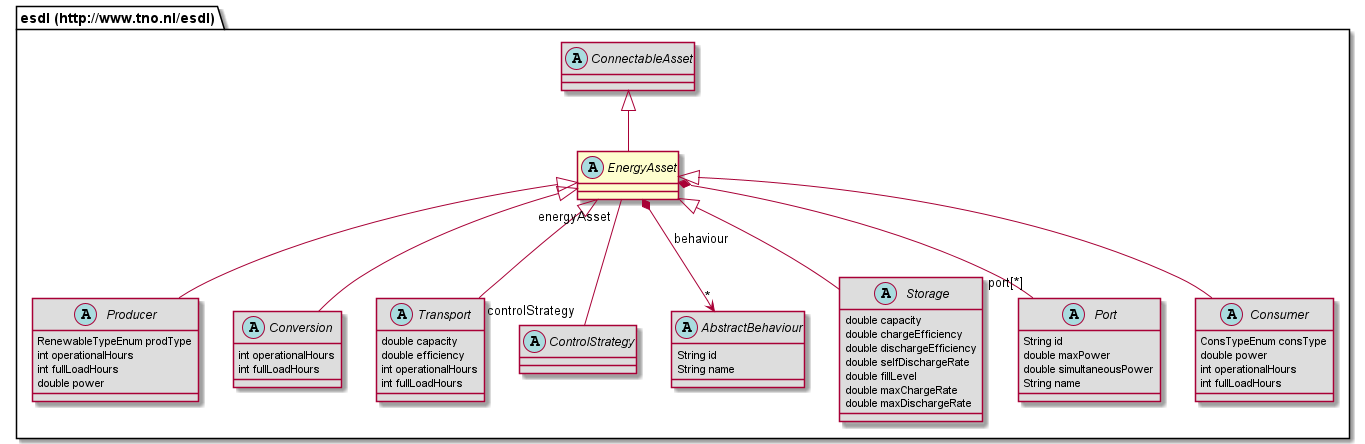 esdl (http://www.tno.nl/esdl)
A ConnectableAsset
A EnergyAsset
energyAsset
behaviour
controlStrategy
*
port[*]
A Producer
RenewableTypeEnum prodType
int operationalHours
int fullLoadHours
double power
A Conversion
int operationalHours
int fullLoadHours
A Transport
double capacity
double efficiency
int operationalHours
int fullLoadHours
A ControlStrategy
A AbstractBehaviour
String id
String name
A Storage
double capacity
double chargeEfficiency
double dischargeEfficiency
double selfDischargeRate
double fillLevel
double maxChargeRate
double maxDischargeRate
A Port
String id
double maxPower
double simultaneousPower
String name
A Consumer
ConsTypeEnum consType
double power
int operationalHours
int fullLoadHours